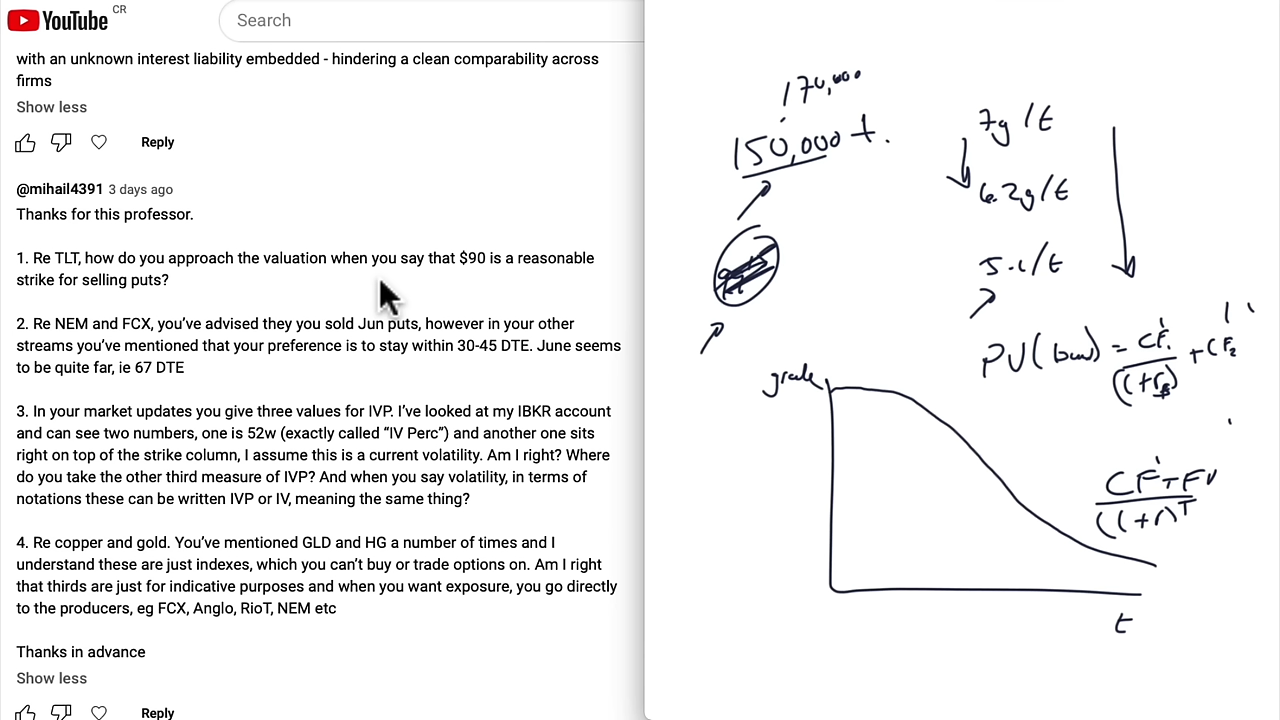 YouTube CR
Search
with an unknown interest liability embedded - hindering a clean comparability across
firms
Show less
Reply
@mihail4391 3 days ago
Thanks for this professor.
1. Re TLT, how do you approach the valuation when you say that $90 is a reasonable
strike for selling puts?
2. Re NEM and FCX, you’ve advised they you sold Jun puts, however in your other
streams you’ve mentioned that your preference is to stay within 30-45 DTE. June seems
to be quite far, ie 67 DTE
3. In your market updates you give three values for IVP. I’ve looked at my IBKR account
and can see two numbers, one is 52w (exactly called “IV Perc”) and another one sits
right on top of the strike column, I assume this is a current volatility. Am I right? Where
do you take the other third measure of IVP? And when you say volatility, in terms of
notations these can be written IVP or IV, meaning the same thing?
4. Re copper and gold. You’ve mentioned GLD and HG a number of times and I
understand these are just indexes, which you can’t buy or trade options on. Am I right
that thirds are just for indicative purposes and when you want exposure, you go directly
to the producers, eg FCX, Anglo, RioT, NEM etc
Thanks in advance
Show less
Reply
170,000
150,000 t.
7g/t
6.2g/t
PV ( ) = CF1 + CF2
grade
t